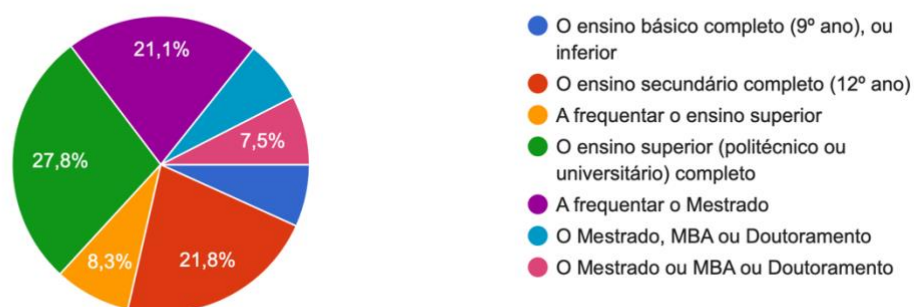 21,1%
7,5%
27,8%
8,3%
21,8%
O ensino básico completo (9º ano), ou
inferior
O ensino secundário completo (12º ano)
A frequentar o ensino superior
O ensino superior (politécnico ou
universitário) completo
A frequentar o Mestrado
O Mestrado, MBA ou Doutoramento
O Mestrado ou MBA ou Doutoramento